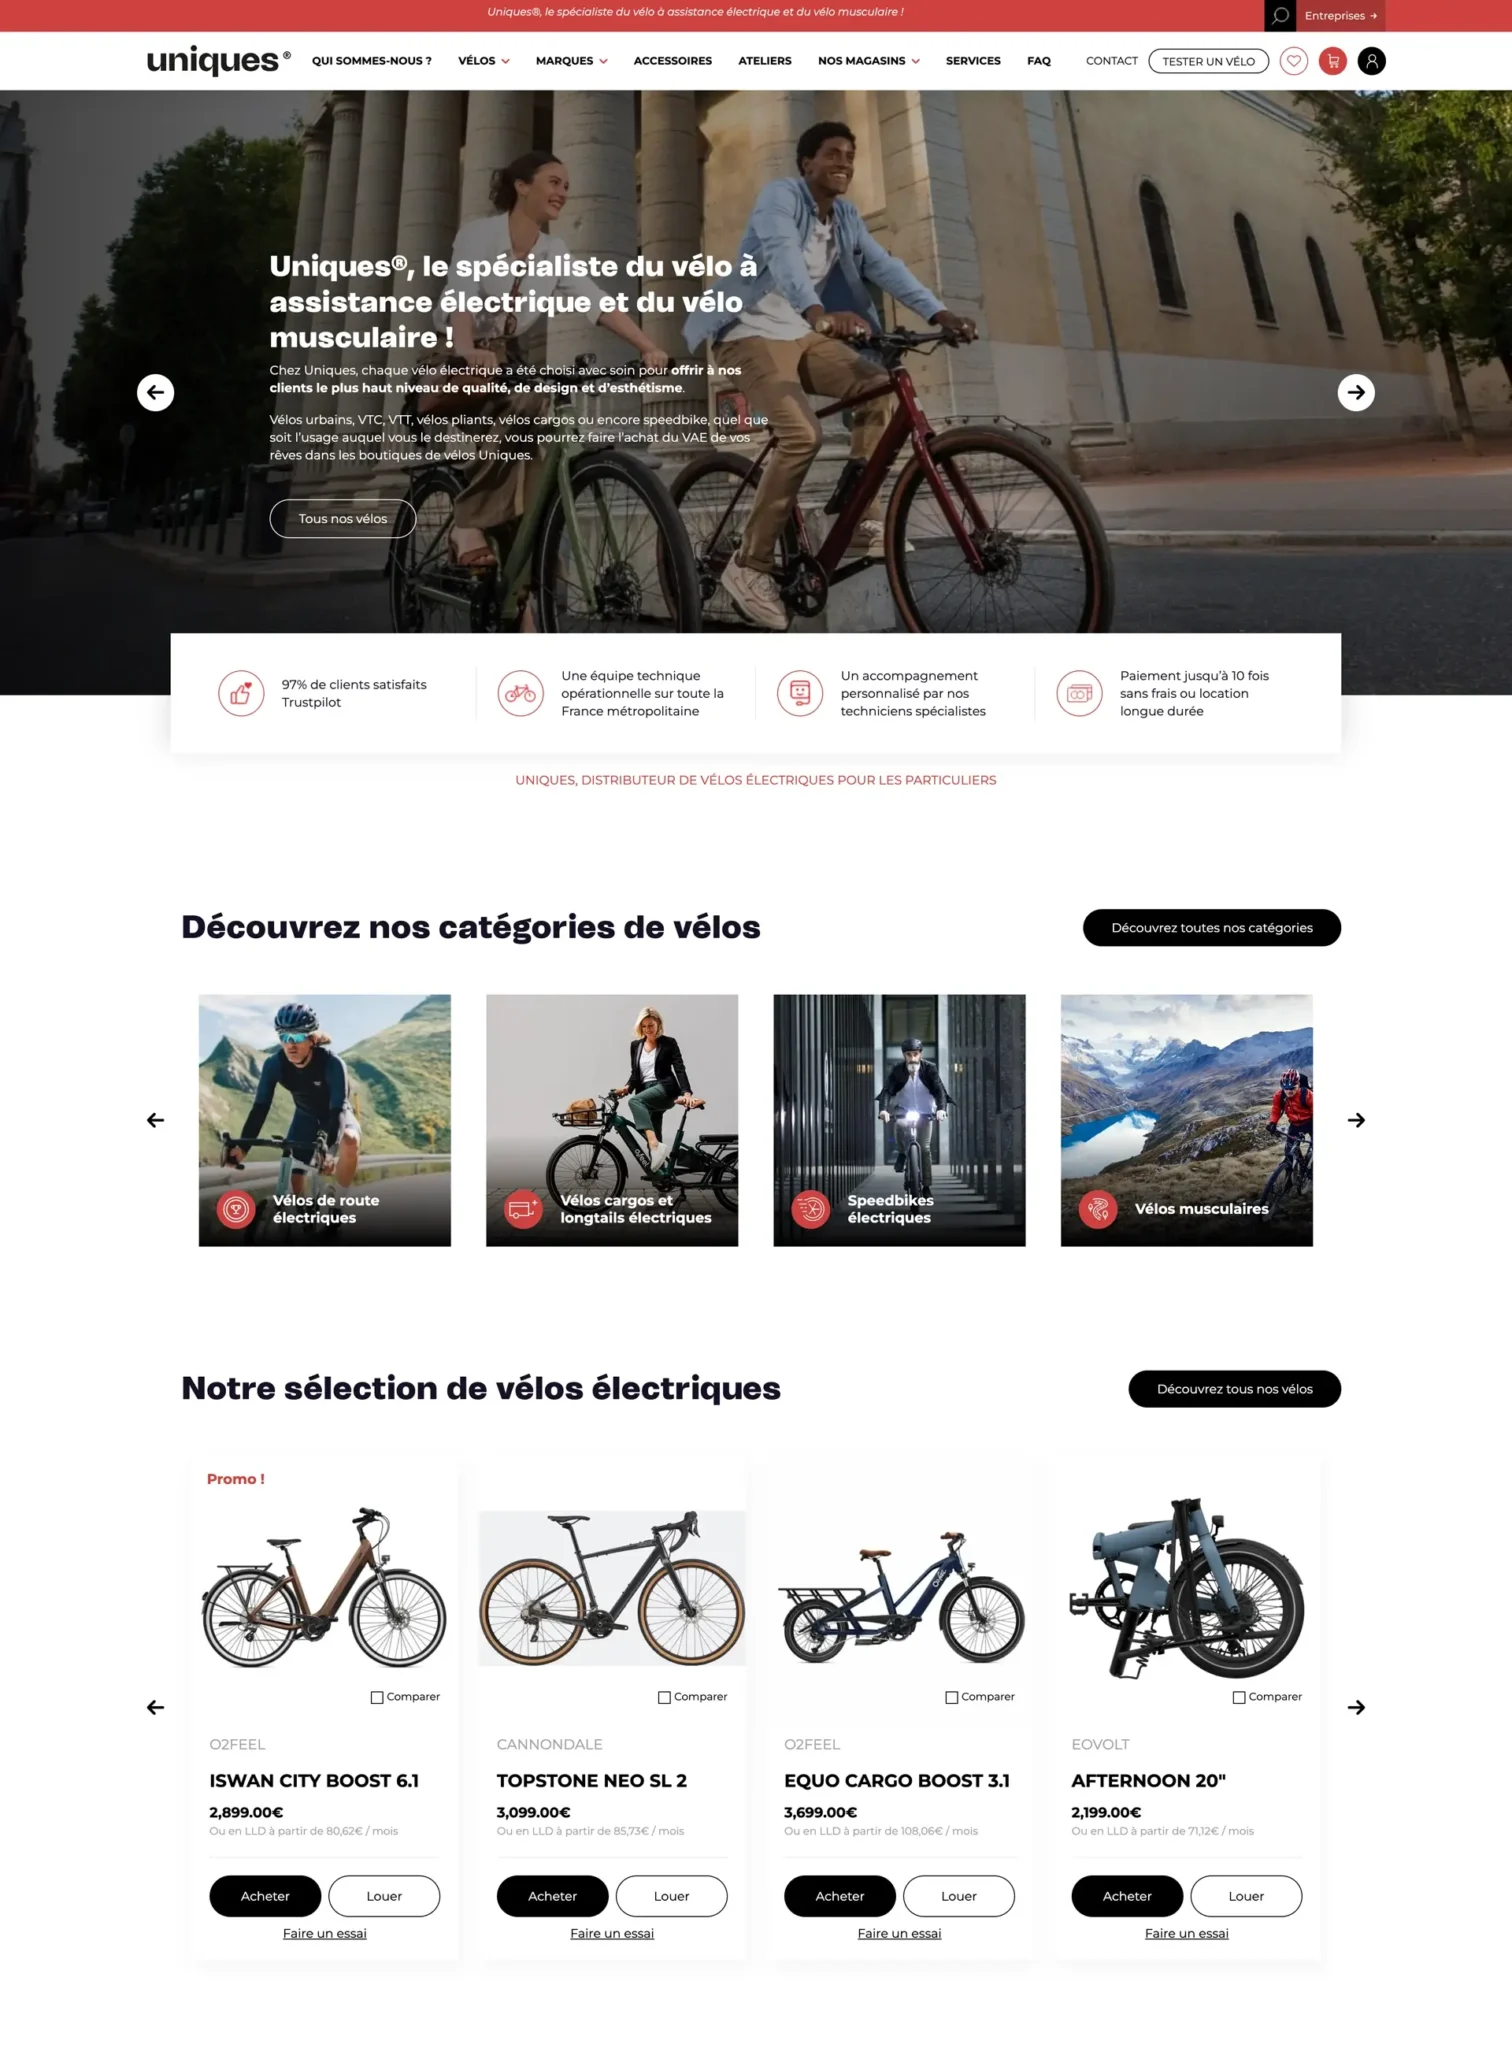 Uniques®, le spécialiste du vélo à assistance électrique et du vélo musculaire !
Entreprises →
uniques®
QUI SOMMES-NOUS ?
VÉLOS
MARQUES
ACCESSOIRES
ATELIERS
NOS MAGASINS
SERVICES
FAQ
CONTACT
TESTER UN VÉLO
Uniques®, le spécialiste du vélo à
assistance électrique et du vélo
musculaire !
Chez Uniques, chaque vélo électrique a été choisi avec soin pour offrir à nos
clients le plus haut niveau de qualité, de design et d'esthétisme.
Vélos urbains, VTC, VTT, vélos pliants, vélos cargos ou encore speedbike, quel que
soit l'usage auquel vous le destinerez, vous pourrez faire l'achat du VAE de vos
rêves dans les boutiques de vélos Uniques.
Tous nos vélos
97% de clients satisfaits
Trustpilot
Une équipe technique
opérationnelle sur toute la
France métropolitaine
Un accompagnement
personnalisé par nos
techniciens spécialistes
Paiement jusqu'à 10 fois
sans frais ou location
longue durée
UNIQUES, DISTRIBUTEUR DE VÉLOS ÉLECTRIQUES POUR LES PARTICULIERS
Découvrez nos catégories de vélos
Découvrez toutes nos catégories
Vélos de route
électriques
Vélos cargos et
longtails électriques
Speedbikes
électriques
Vélos musculaires
Notre sélection de vélos électriques
Découvrez tous nos vélos
Promo !
Comparer
O2FEEL
ISWAN CITY BOOST 6.1
2,899.00€
Ou en LLD à partir de 80,62€ / mois
Acheter
Louer
Faire un essai
Comparer
CANNONDALE
TOPSTONE NEO SL 2
3,099.00€
Ou en LLD à partir de 85,73€ / mois
Acheter
Louer
Faire un essai
Comparer
O2FEEL
EQUO CARGO BOOST 3.1
3,699.00€
Ou en LLD à partir de 108,06€ / mois
Acheter
Louer
Faire un essai
Comparer
EOVOLT
AFTERNOON 20"
2,199.00€
Ou en LLD à partir de 71,12€ / mois
Acheter
Louer
Faire un essai